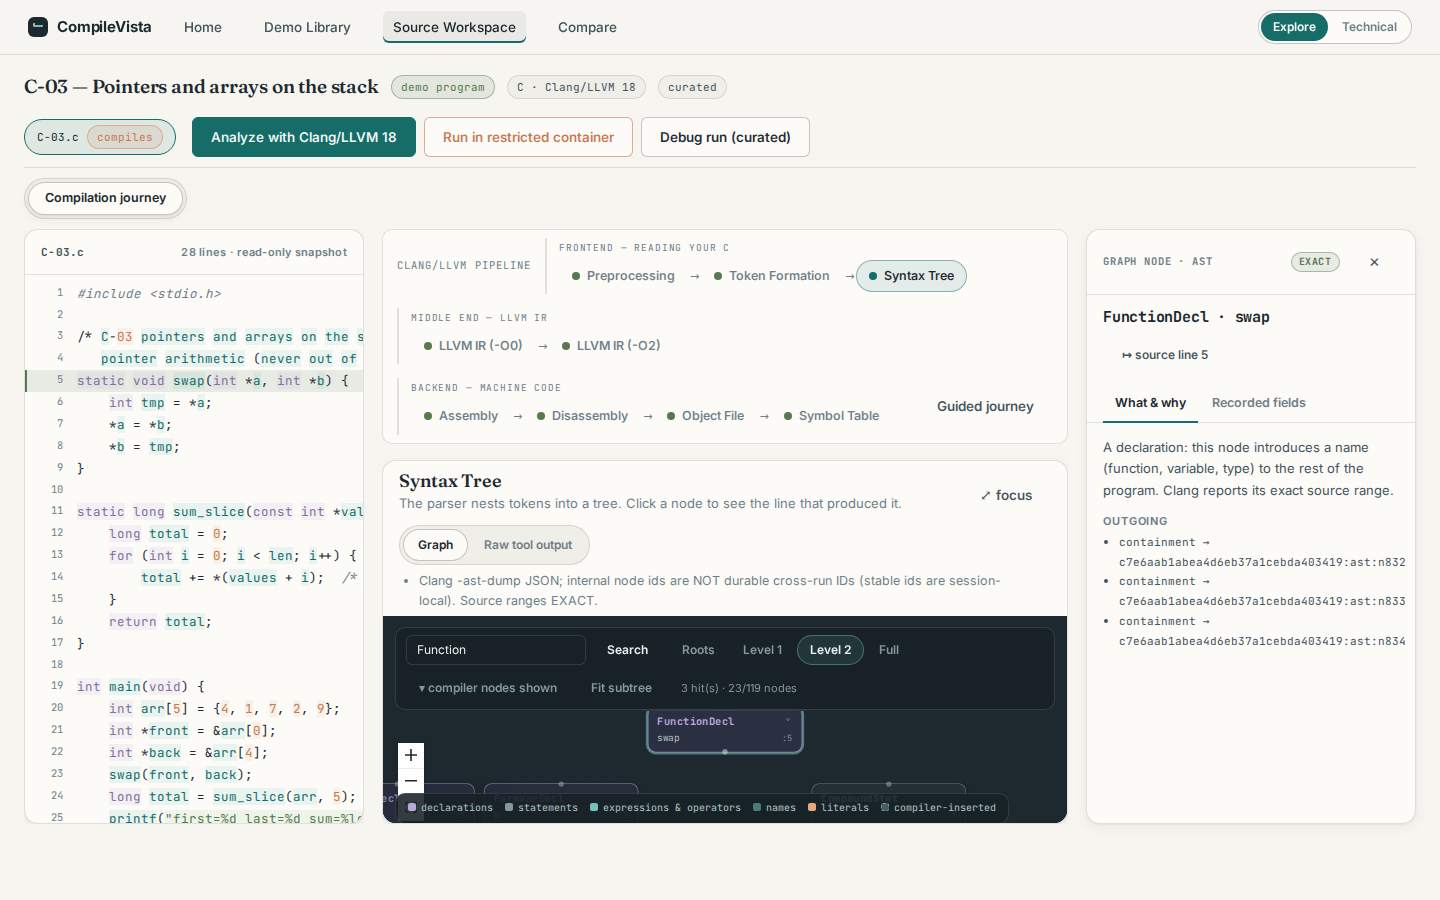 CompileVista
Home
Demo Library
Source Workspace
Compare
Explore
Technical
C-03 — Pointers and arrays on the stack
demo program
C · Clang/LLVM 18
curated
C-03.c
compiles
Analyze with Clang/LLVM 18
Run in restricted container
Debug run (curated)
Compilation journey
C-03.c
28 lines · read-only snapshot
1 #include <stdio.h>
2
3 /* C-03 pointers and arrays on the s
4 pointer arithmetic (never out of
5 static void swap(int *a, int *b) {
6 int tmp = *a;
7 *a = *b;
8 *b = tmp;
9 }
10
11 static long sum_slice(const int *val
12 long total = 0;
13 for (int i = 0; i < len; i++) {
14 total += *(values + i); /*
15 }
16 return total;
17 }
18
19 int main(void) {
20 int arr[5] = {4, 1, 7, 2, 9};
21 int *front = &arr[0];
22 int *back = &arr[4];
23 swap(front, back);
24 long total = sum_slice(arr, 5);
25 printf("first=%d last=%d sum=%l
CLANG/LLVM PIPELINE
FRONTEND — READING YOUR C
Preprocessing → Token Formation → Syntax Tree
MIDDLE END — LLVM IR
LLVM IR (-O0) → LLVM IR (-O2)
BACKEND — MACHINE CODE
Assembly → Disassembly → Object File → Symbol Table
Guided journey
Syntax Tree
The parser nests tokens into a tree. Click a node to see the line that produced it.
⤢ focus
Graph
Raw tool output
• Clang -ast-dump JSON; internal node ids are NOT durable cross-run IDs (stable ids are session-
local). Source ranges EXACT.
Function
Search
Roots
Level 1
Level 2
Full
▾ compiler nodes shown
Fit subtree
3 hit(s) · 23/119 nodes
FunctionDecl
swap :5
+
−
declarations
statements
expressions & operators
names
literals
compiler-inserted
GRAPH NODE · AST
EXACT
×
FunctionDecl · swap
↦ source line 5
What & why
Recorded fields
A declaration: this node introduces a name
(function, variable, type) to the rest of the
program. Clang reports its exact source range.
OUTGOING
• containment →
c7e6aab1abea4d6eb37a1cebda403419:ast:n832
• containment →
c7e6aab1abea4d6eb37a1cebda403419:ast:n833
• containment →
c7e6aab1abea4d6eb37a1cebda403419:ast:n834